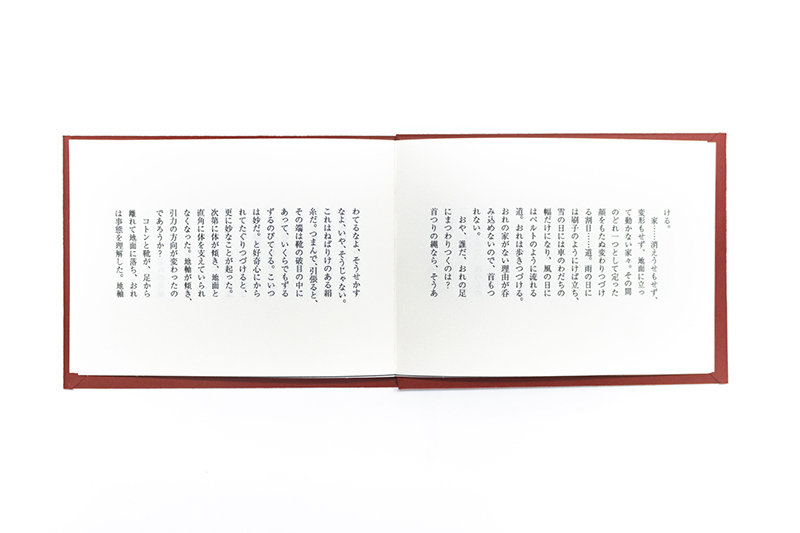 ける。
家……消えうせもせず、
変形もせず、地面に立っ
て動かない家々。その間
のどれ一つとして定った
顔をもたぬ変わりつづけ
る割目……道。雨の日に
は刷子のようにけば立ち、
雪の日には車のわだちの
幅だけになり、風の日に
はベルトのように流れる
道。おれは歩きつづける。
おれの家がない理由が呑
み込めないので、首もつ
れない。
おや、誰だ、おれの足
にまつわりつくのは？
首つりの縄なら、そうあ
わてるなよ、そうせかす
なよ、いや、そうじゃない。
これはねばりけのある絹
糸だ。つまんで、引張ると、
その端は靴の破目の中に
あって、いくらでもずる
ずるのびてくる。こいつ
は妙だ。と好奇心にから
れてたぐりつづけると、
更に妙なことが起った。
次第に体が傾き、地面と
直角に体を支えていられ
なくなった。地軸が傾き、
引力の方向が変わったの
であろうか？
コトンと靴が、足から
離れて地面に落ち、おれ
は事態を理解した。地軸